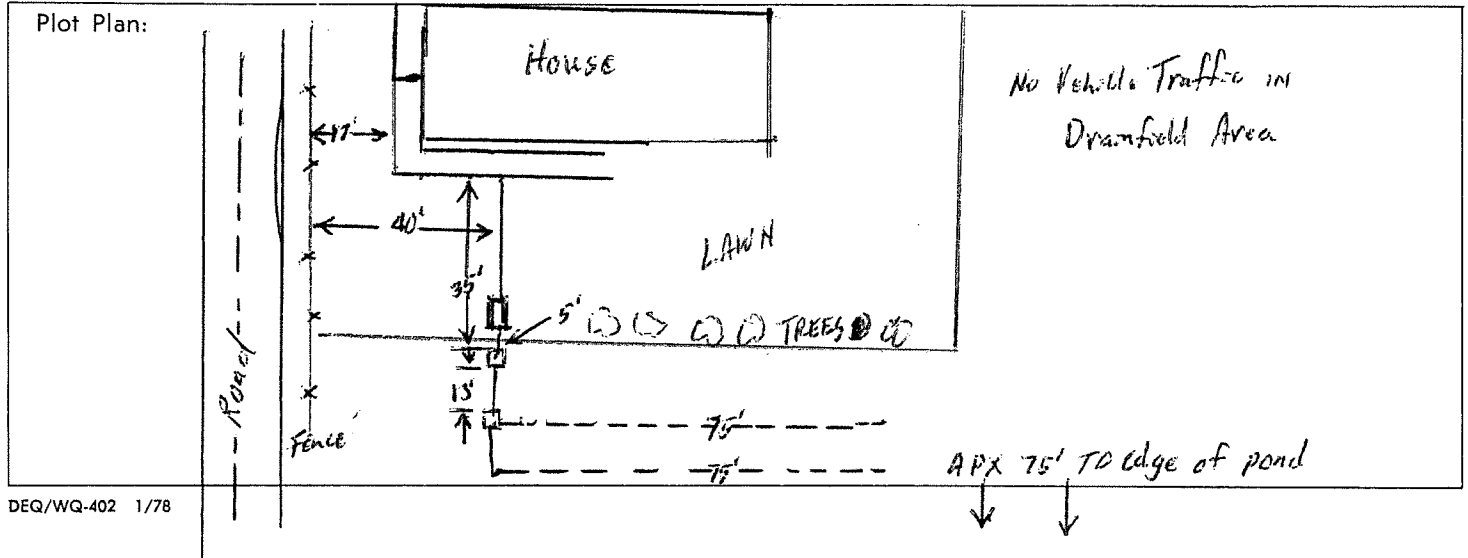 Plot Plan:
House
No Vehicle Traffic in
Drainfield Area
17'
40'
LAWN
35'
5'
TREES
Road
13'
75'
Fence
75'
APX 75' TO edge of pond
DEQ/WQ-402 1/78